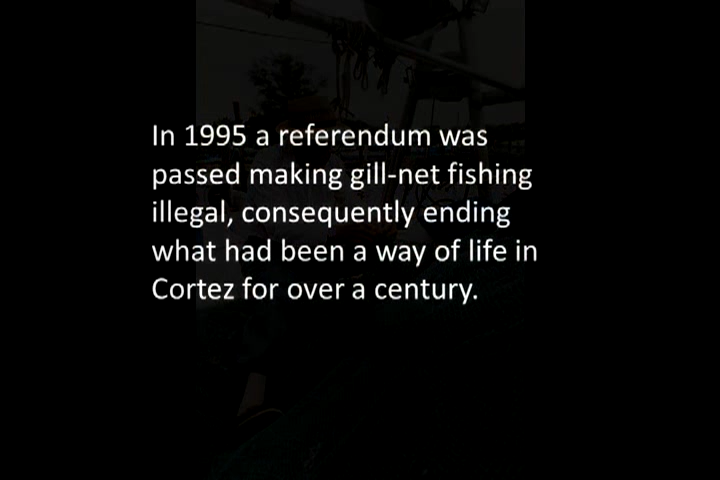 In 1995 a referendum was
passed making gill-net fishing
illegal, consequently ending
what had been a way of life in
Cortez for over a century.